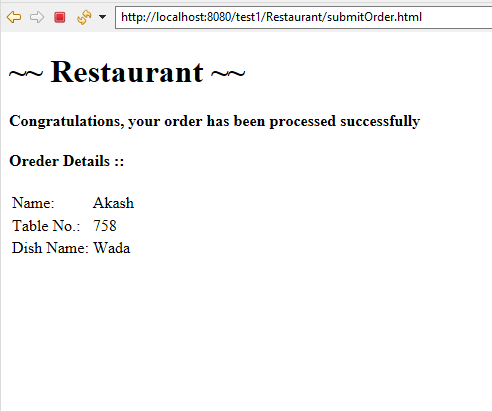 http://localhost:8080/test1/Restaurant/submitOrder.html
~~ Restaurant ~~
Congratulations, your order has been processed successfully
Oreder Details ::
Name: Akash
Table No.: 758
Dish Name: Wada